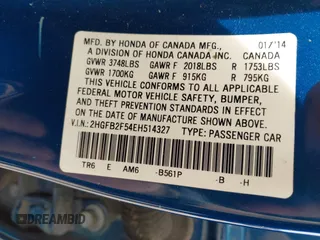 MFD. BY HONDA OF CANADA MFG., 01/'14
A DIVISION OF HONDA CANADA INC. CANADA
GVWR 3748LBS GAWR F 2018LBS R 1753LBS
GVWR 1700KG GAWR F 915KG R 795KG
THIS VEHICLE CONFORMS TO ALL APPLICABLE
FEDERAL MOTOR VEHICLE SAFETY, BUMPER,
AND THEFT PREVENTION STANDARDS IN EFFECT
ON THE DATE OF MANUFACTURE SHOWN ABOVE.
V.I.N.: 2HGFB2F54EH514327 TYPE: PASSENGER CAR
TR6 E AM6 -B561P -B -H
DREAMBID